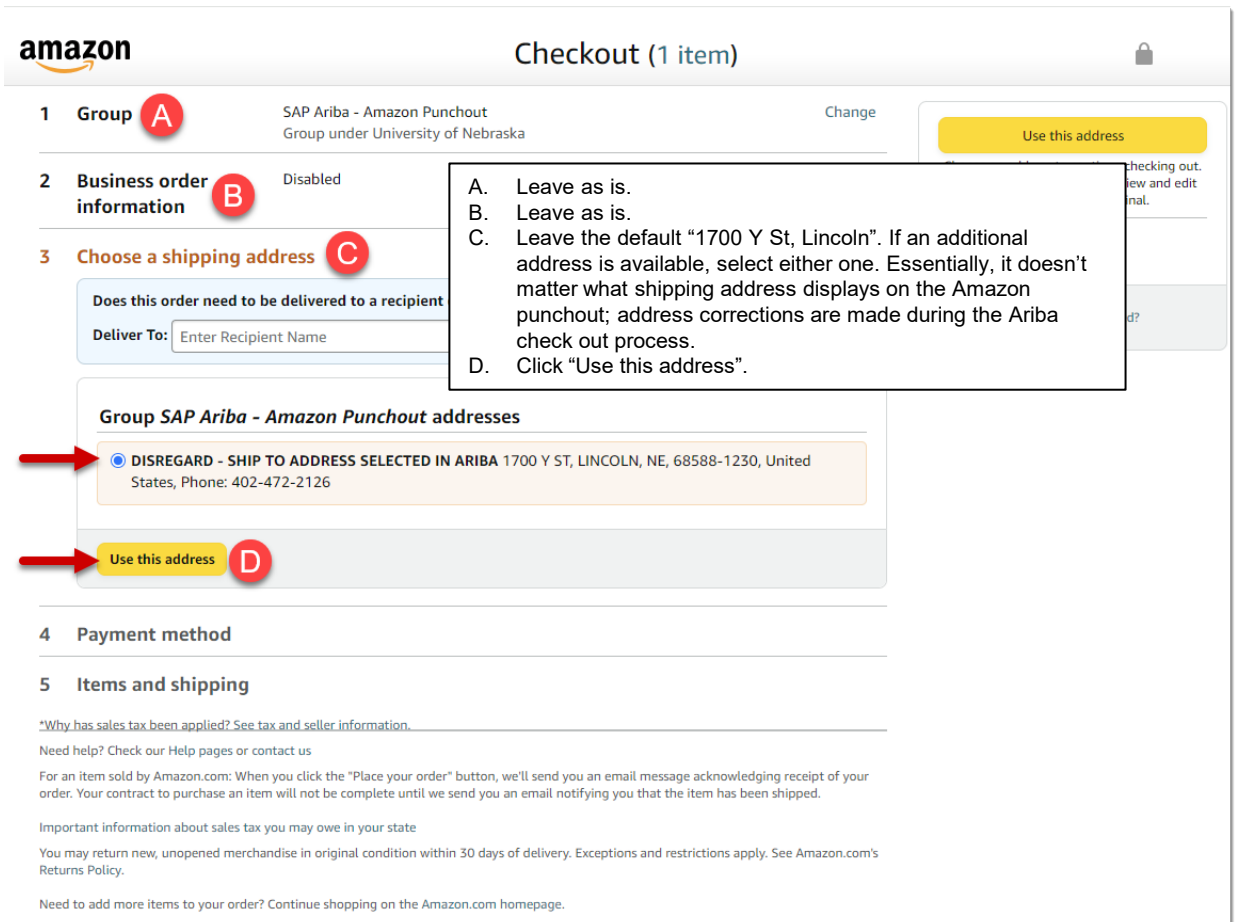 amazon
Checkout (1 item)
1 Group A SAP Ariba - Amazon Punchout Change
Group under University of Nebraska
Use this address
2 Business order information B Disabled
checking out.
iew and edit
inal.
A. Leave as is.
B. Leave as is.
C. Leave the default “1700 Y St, Lincoln”. If an additional
address is available, select either one. Essentially, it doesn’t
matter what shipping address displays on the Amazon
punchout; address corrections are made during the Ariba
check out process.
D. Click “Use this address”.
3 Choose a shipping address C
Does this order need to be delivered to a recipient
Deliver To: Enter Recipient Name
d?
Group SAP Ariba - Amazon Punchout addresses
DISREGARD - SHIP TO ADDRESS SELECTED IN ARIBA 1700 Y ST, LINCOLN, NE, 68588-1230, United
States, Phone: 402-472-2126
Use this address D
4 Payment method
5 Items and shipping
*Why has sales tax been applied? See tax and seller information.
Need help? Check our Help pages or contact us
For an item sold by Amazon.com: When you click the "Place your order" button, we'll send you an email message acknowledging receipt of your
order. Your contract to purchase an item will not be complete until we send you an email notifying you that the item has been shipped.
Important information about sales tax you may owe in your state
You may return new, unopened merchandise in original condition within 30 days of delivery. Exceptions and restrictions apply. See Amazon.com's
Returns Policy.
Need to add more items to your order? Continue shopping on the Amazon.com homepage.